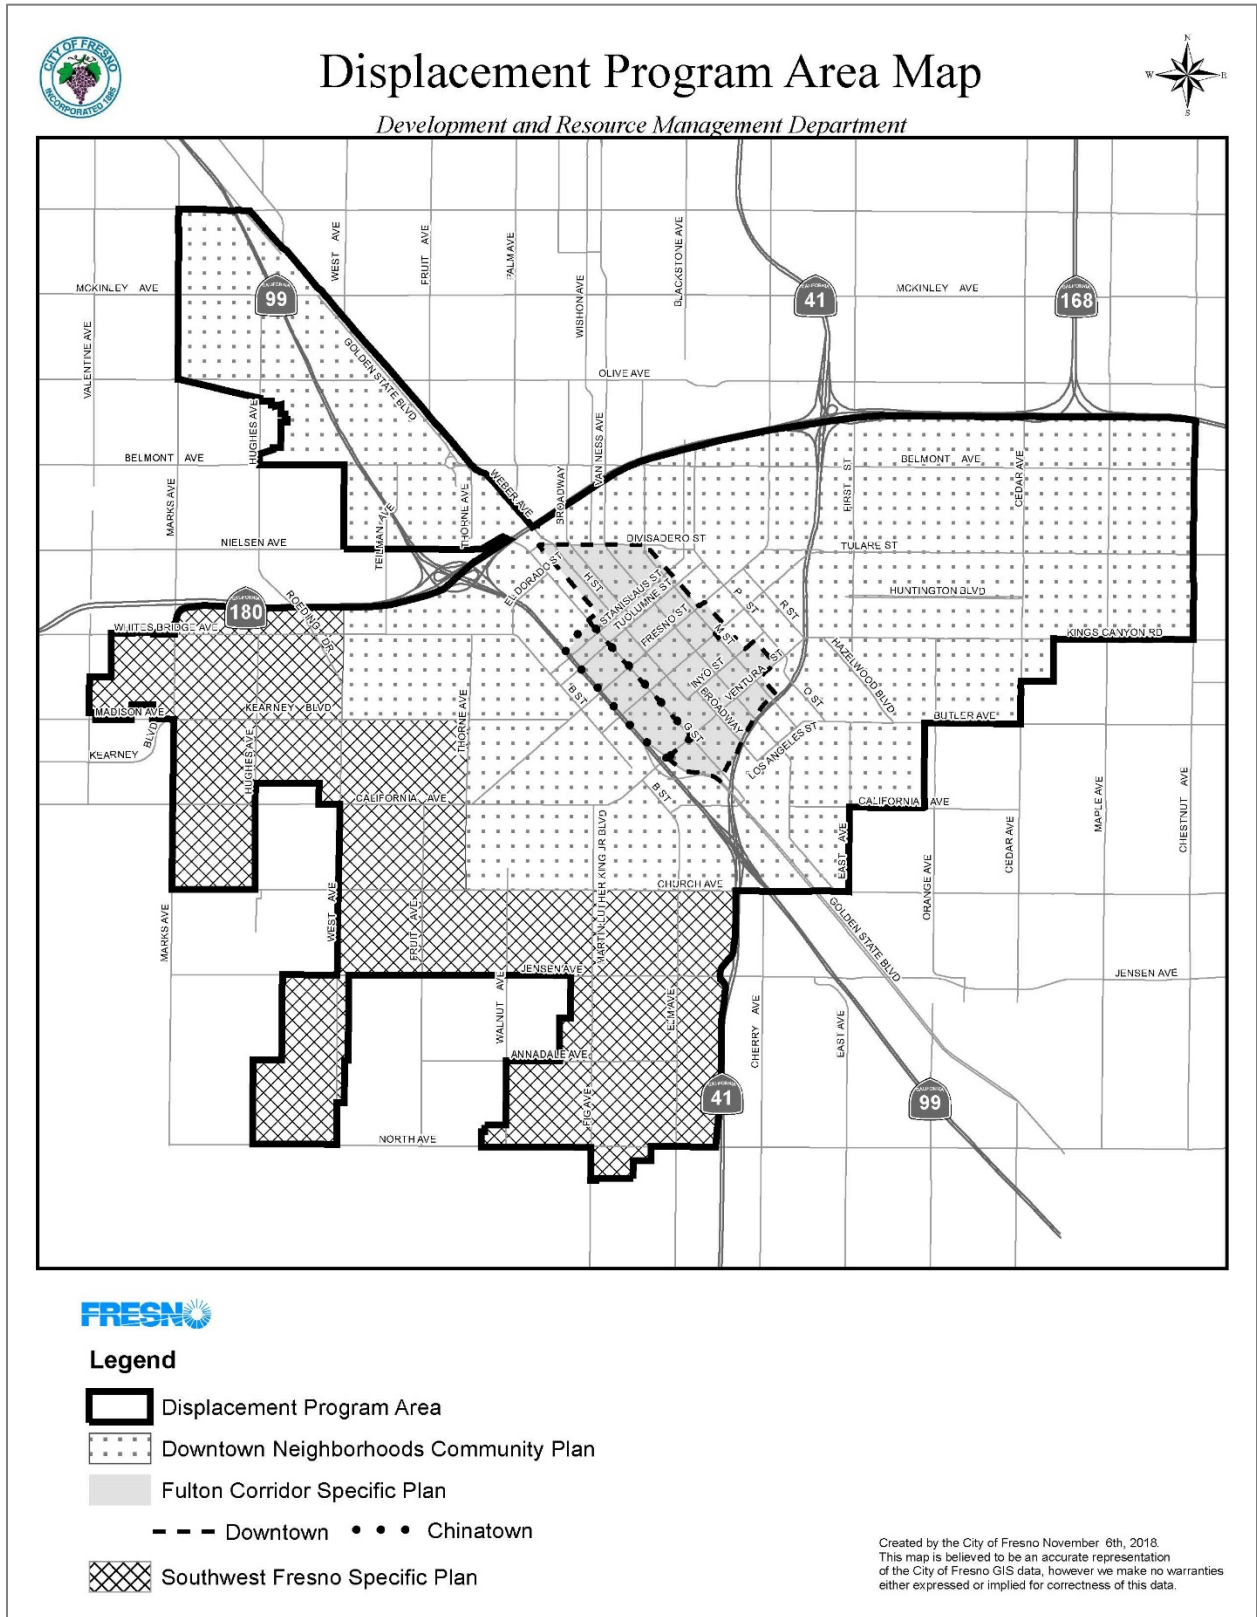 CITY OF FRESNO
INCORPORATED 1885
Displacement Program Area Map
Development and Resource Management Department
N
W
E
S
WEST AVE
FRUIT AVE
PALM AVE
WISHON AVE
BLACKSTONE AVE
MCKINLEY AVE
CALIFORNIA
99
CALIFORNIA
41
MCKINLEY AVE
CALIFORNIA
168
VALENTINE AVE
GOLDEN STATE BLVD
OLIVE AVE
HUGHES AVE
VAN NESS AVE
BELMONT AVE
BELMONT AVE
MARKS AVE
THORNE AVE
WEBER AVE
BROADWAY
FIRST ST
CEDAR AVE
NIELSEN AVE
TEILMAN AVE
DIVISADERO ST
TULARE ST
EL DORADO ST
H ST
STANISLAUS ST
TUOLUMNE ST
FRESNO ST
P ST
R ST
M ST
HUNTINGTON BLVD
CALIFORNIA
180
ROEDING DR
WHITES BRIDGE AVE
KINGS CANYON RD
HAZELWOOD BLVD
INYO ST
VENTURA ST
BROADWAY
O ST
B ST
G ST
MADISON AVE
KEARNEY BLVD
THORNE AVE
BUTLER AVE
KEARNEY BLVD
HUGHES AVE
LOS ANGELES ST
B ST
CALIFORNIA AVE
CALIFORNIA AVE
MARTIN LUTHER KING JR BLVD
EAST AVE
CEDAR AVE
MAPLE AVE
CHESTNUT AVE
ORANGE AVE
CHURCH AVE
MARKS AVE
WEST AVE
FRUIT AVE
GOLDEN STATE BLVD
JENSEN AVE
JENSEN AVE
WALNUT AVE
ELM AVE
CHERRY AVE
EAST AVE
ANNADALE AVE
FIG AVE
CALIFORNIA
41
CALIFORNIA
99
NORTH AVE
FRESNO
Legend
Displacement Program Area
Downtown Neighborhoods Community Plan
Fulton Corridor Specific Plan
Downtown
Chinatown
Southwest Fresno Specific Plan
Created by the City of Fresno November 6th, 2018.
This map is believed to be an accurate representation
of the City of Fresno GIS data, however we make no warranties
either expressed or implied for correctness of this data.